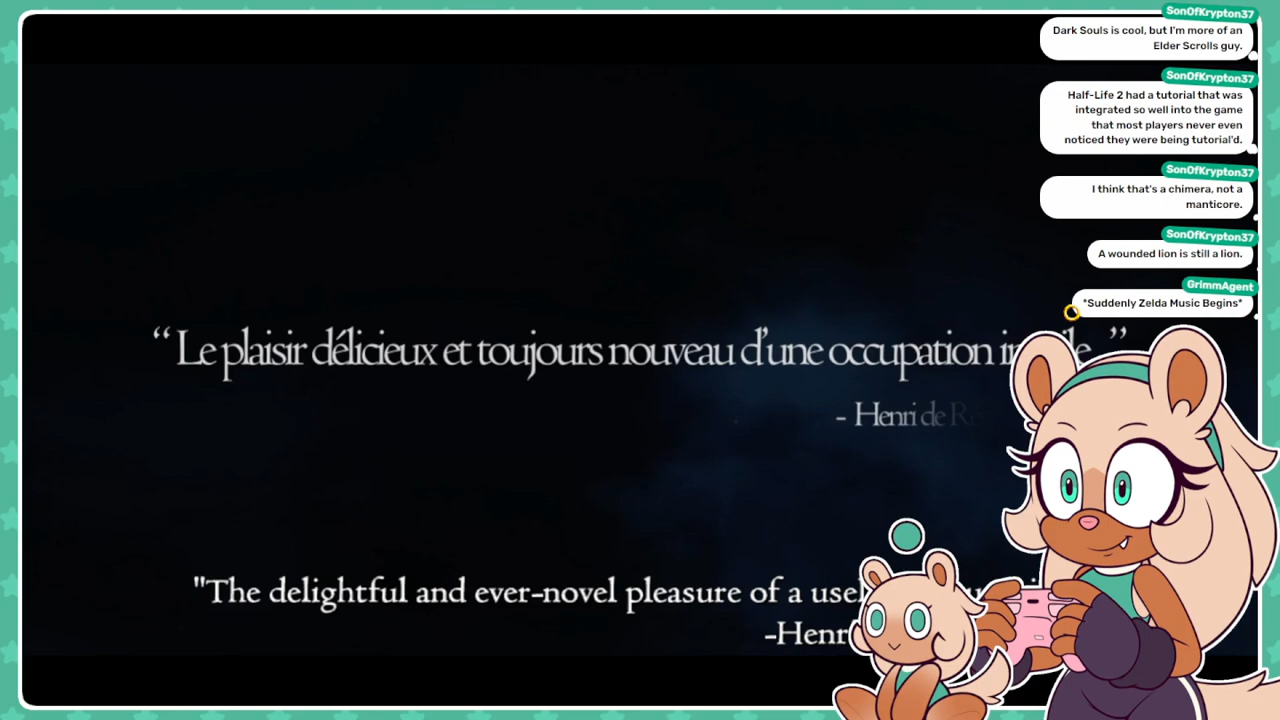 SonOfKrypton37
Dark Souls is cool, but I'm more of an
Elder Scrolls guy.
SonOfKrypton37
Half-Life 2 had a tutorial that was
integrated so well into the game
that most players never even
noticed they were being tutorial'd.
SonOfKrypton37
I think that's a chimera, not a
manticore.
SonOfKrypton37
A wounded lion is still a lion.
GrimmAgent
*Suddenly Zelda Music Begins*
“ Le plaisir délicieux et toujours nouveau d'une occupation ”
- Henri de
"The delightful and ever-novel pleasure of a
-Henr